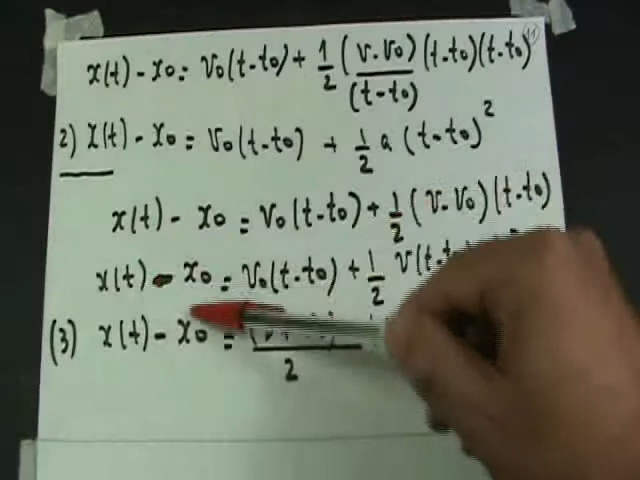 x(t) - x₀ = v₀(t-t₀) + 1/2 (v-v₀)/(t-t₀) (t-t₀)(t-t₀)
2) x(t) - x₀ = v₀(t-t₀) + 1/2 a (t-t₀)²
x(t) - x₀ = v₀(t-t₀) + 1/2 (v-v₀)(t-t₀)
x(t) - x₀ = v₀(t-t₀) + 1/2 v(t-t
(3) x(t) - x₀ = / 2